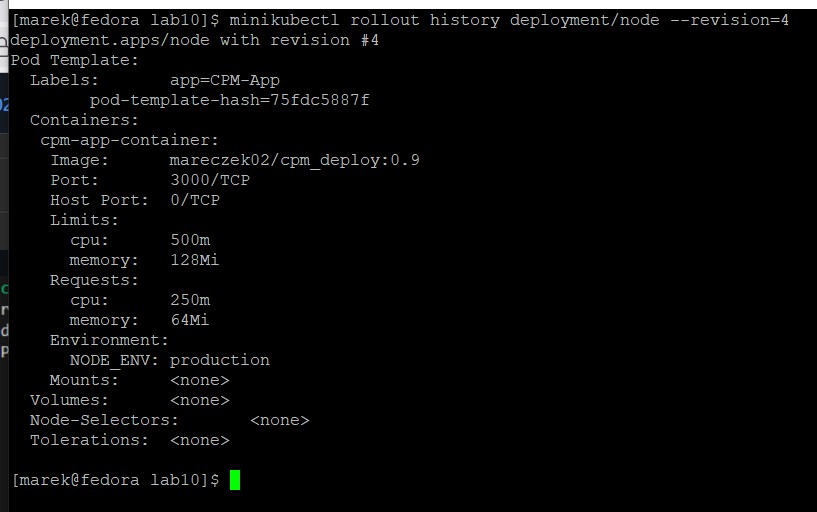 [marek@fedora lab10]$ minikubectl rollout history deployment/node --revision=4
deployment.apps/node with revision #4
Pod Template:
  Labels:       app=CPM-App
        pod-template-hash=75fdc5887f
  Containers:
   cpm-app-container:
    Image:      mareczek02/cpm_deploy:0.9
    Port:       3000/TCP
    Host Port:  0/TCP
    Limits:
      cpu:      500m
      memory:   128Mi
    Requests:
      cpu:      250m
      memory:   64Mi
    Environment:
      NODE_ENV: production
    Mounts:     <none>
  Volumes:      <none>
  Node-Selectors:       <none>
  Tolerations:  <none>
[marek@fedora lab10]$